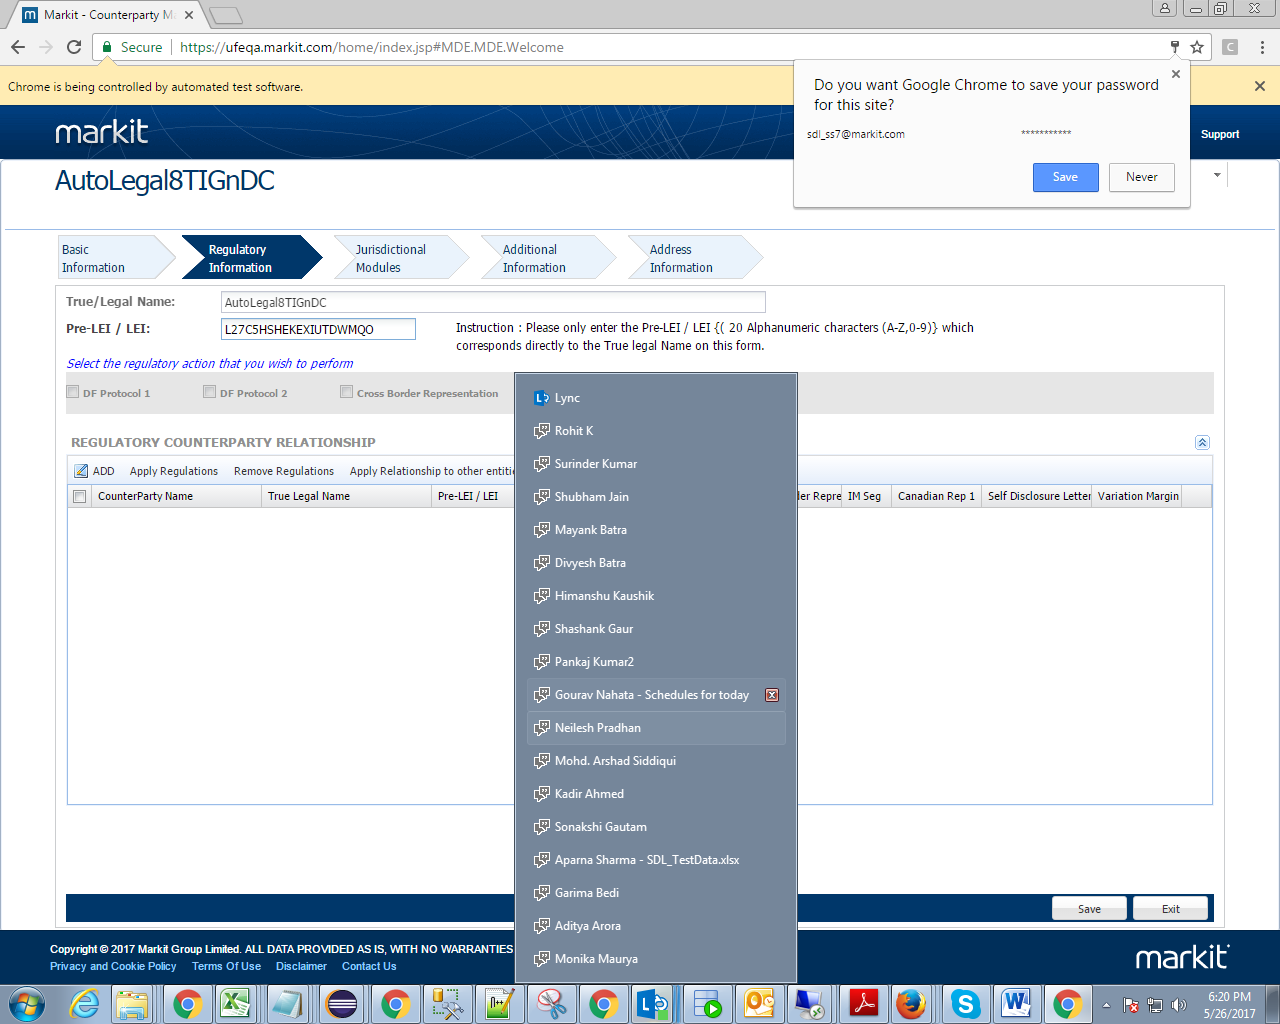 Markit - Counterparty M
Secure
https://ufeqa.markit.com/home/index.jsp#MDE.MDE.Welcome
Chrome is being controlled by automated test software.
Do you want Google Chrome to save your password
for this site?
sdl_ss7@markit.com ***********
Save Never
markit
Support
AutoLegal8TIGnDC
Basic
Information
Regulatory
Information
Jurisdictional
Modules
Additional
Information
Address
Information
True/Legal Name: AutoLegal8TIGnDC
Pre-LEI / LEI: L27C5HSHEKEXIUTDWMQO
Instruction : Please only enter the Pre-LEI / LEI {( 20 Alphanumeric characters (A-Z,0-9)} which
corresponds directly to the True legal Name on this form.
Select the regulatory action that you wish to perform
DF Protocol 1 DF Protocol 2 Cross Border Representation
REGULATORY COUNTERPARTY RELATIONSHIP
ADD Apply Regulations Remove Regulations Apply Relationship to other entitie
CounterParty Name True Legal Name Pre-LEI / LEI ler Repre IM Seg Canadian Rep 1 Self Disclosure Letter Variation Margin
Lync
Rohit K
Surinder Kumar
Shubham Jain
Mayank Batra
Divyesh Batra
Himanshu Kaushik
Shashank Gaur
Pankaj Kumar2
Gourav Nahata - Schedules for today
Neilesh Pradhan
Mohd. Arshad Siddiqui
Kadir Ahmed
Sonakshi Gautam
Aparna Sharma - SDL_TestData.xlsx
Garima Bedi
Aditya Arora
Monika Maurya
Save Exit
Copyright © 2017 Markit Group Limited. ALL DATA PROVIDED AS IS, WITH NO WARRANTIES
Privacy and Cookie Policy Terms Of Use Disclaimer Contact Us
markit
6:20 PM
5/26/2017